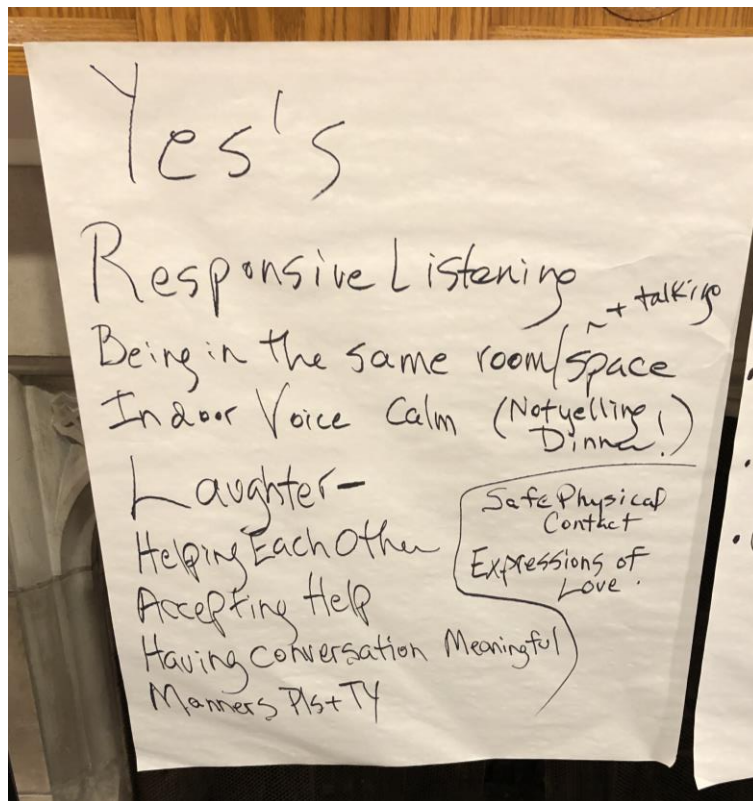 Yes's
Responsive Listening
Being in the same room/space ^ + talking
Indoor Voice Calm (Not yelling
Dinner!)
Laughter-
Helping Each Other
Accepting Help
Having conversation Meaningful
Manners Pls + TY
Safe Physical
Contact
Expressions of
Love.